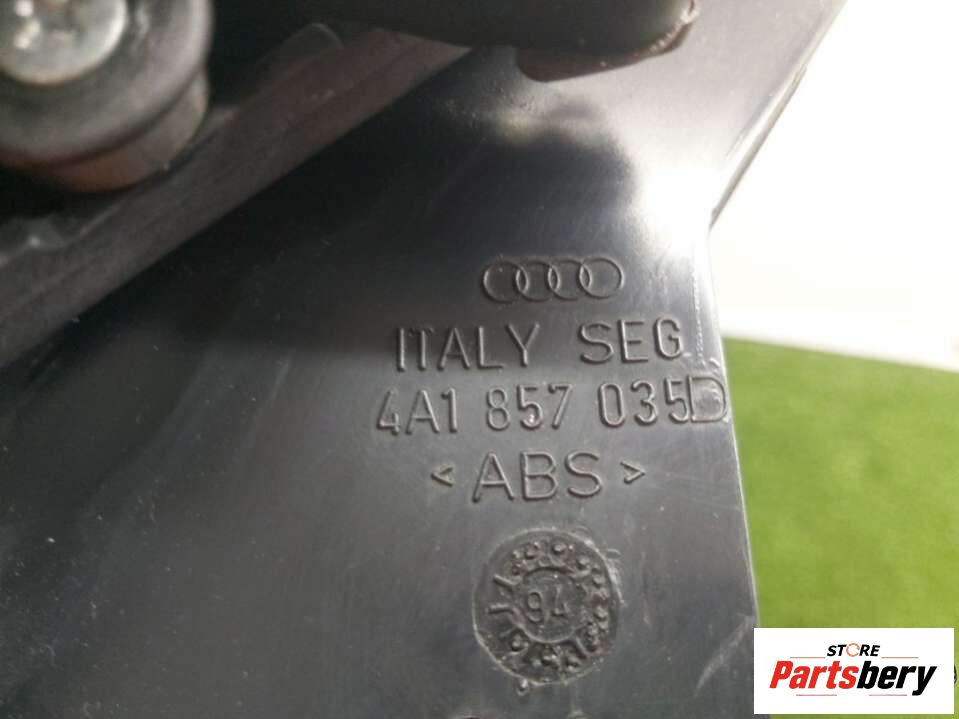 ITALY SEG
4A1 857 035D
< ABS >
94
STORE
Partsbery